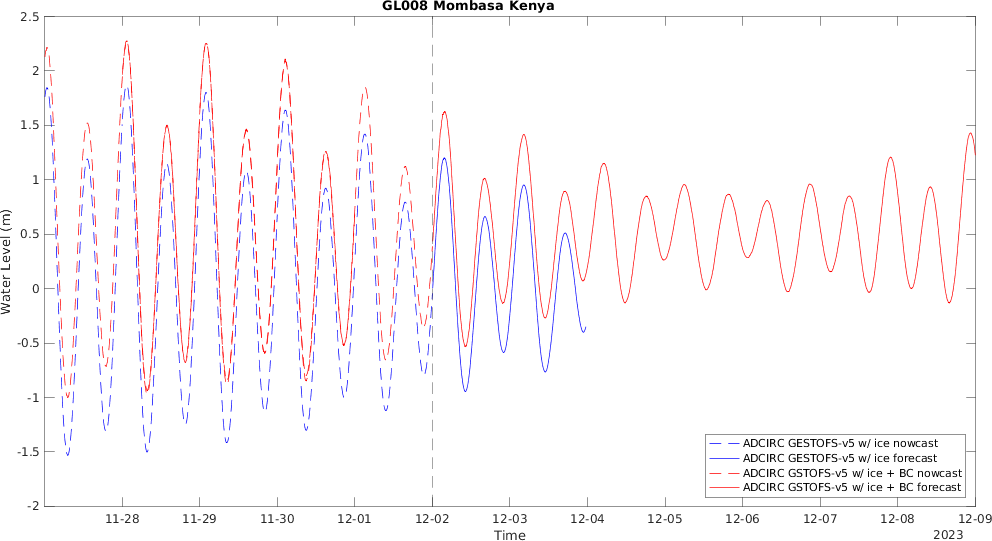 GL008 Mombasa Kenya
2.5
2
1.5
1
0.5
0
-0.5
-1
-1.5
-2
Water Level (m)
ADCIRC GESTOFS-v5 w/ ice nowcast
ADCIRC GESTOFS-v5 w/ ice forecast
ADCIRC GSTOFS-v5 w/ ice + BC nowcast
ADCIRC GSTOFS-v5 w/ ice + BC forecast
11-28 11-29 11-30 12-01 12-02 12-03 12-04 12-05 12-06 12-07 12-08 12-09
Time
2023